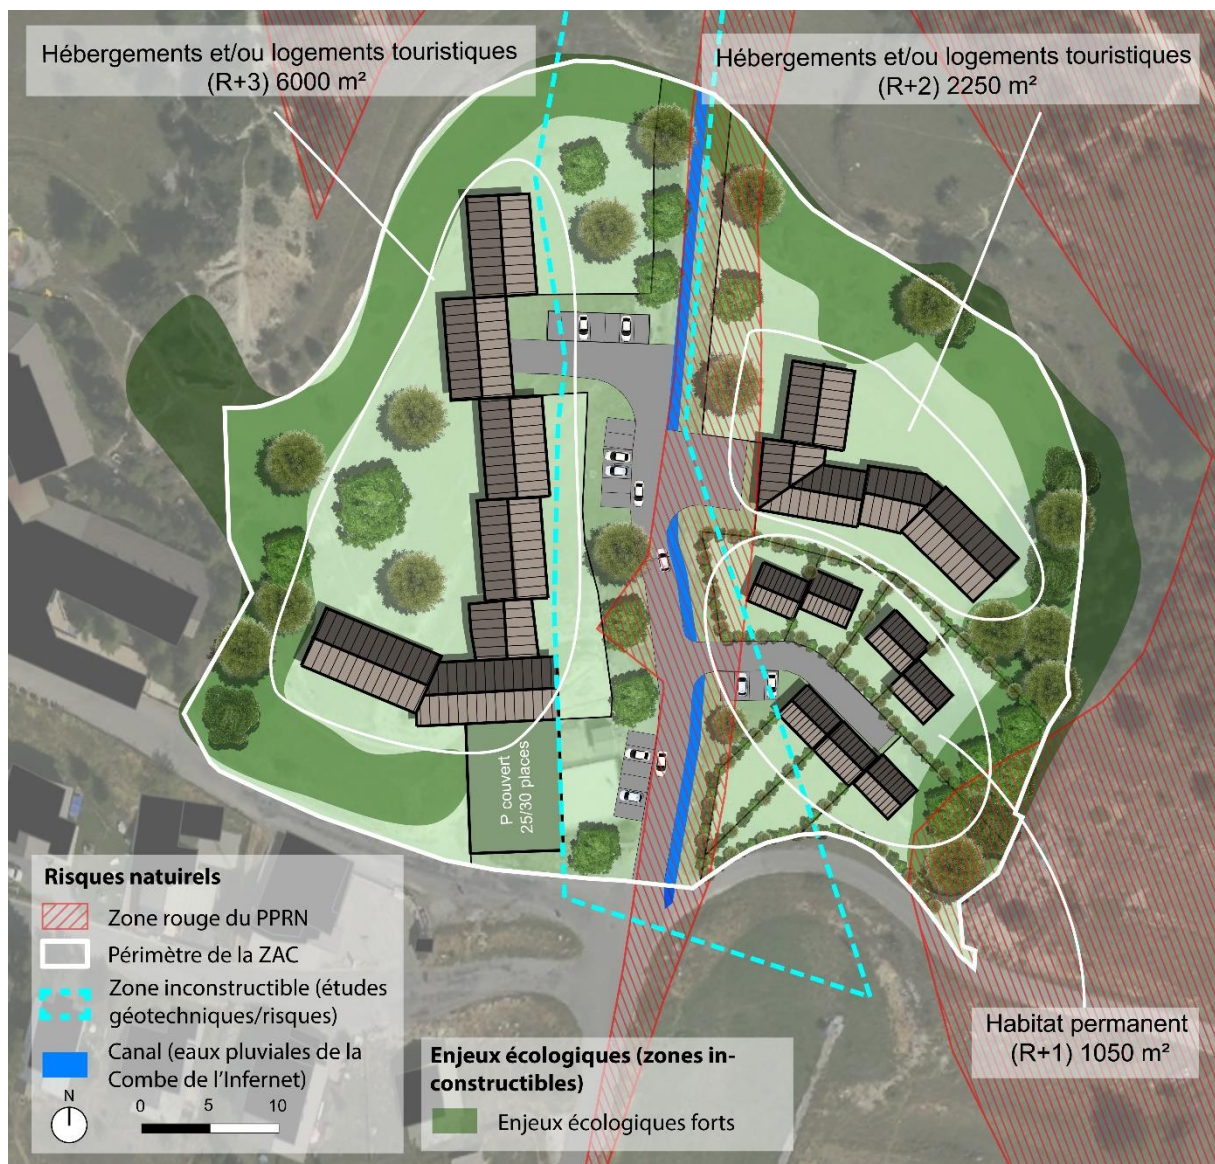 Hébergements et/ou logements touristiques
(R+3) 6000 m²
Hébergements et/ou logements touristiques
(R+2) 2250 m²
P couvert
25/30 places
Habitat permanent
(R+1) 1050 m²
Risques natuirels
Zone rouge du PPRN
Périmètre de la ZAC
Zone inconstructible (études
géotechniques/risques)
Canal (eaux pluviales de la
Combe de l'Infernet)
N
0 5 10
Enjeux écologiques (zones in-
constructibles)
Enjeux écologiques forts